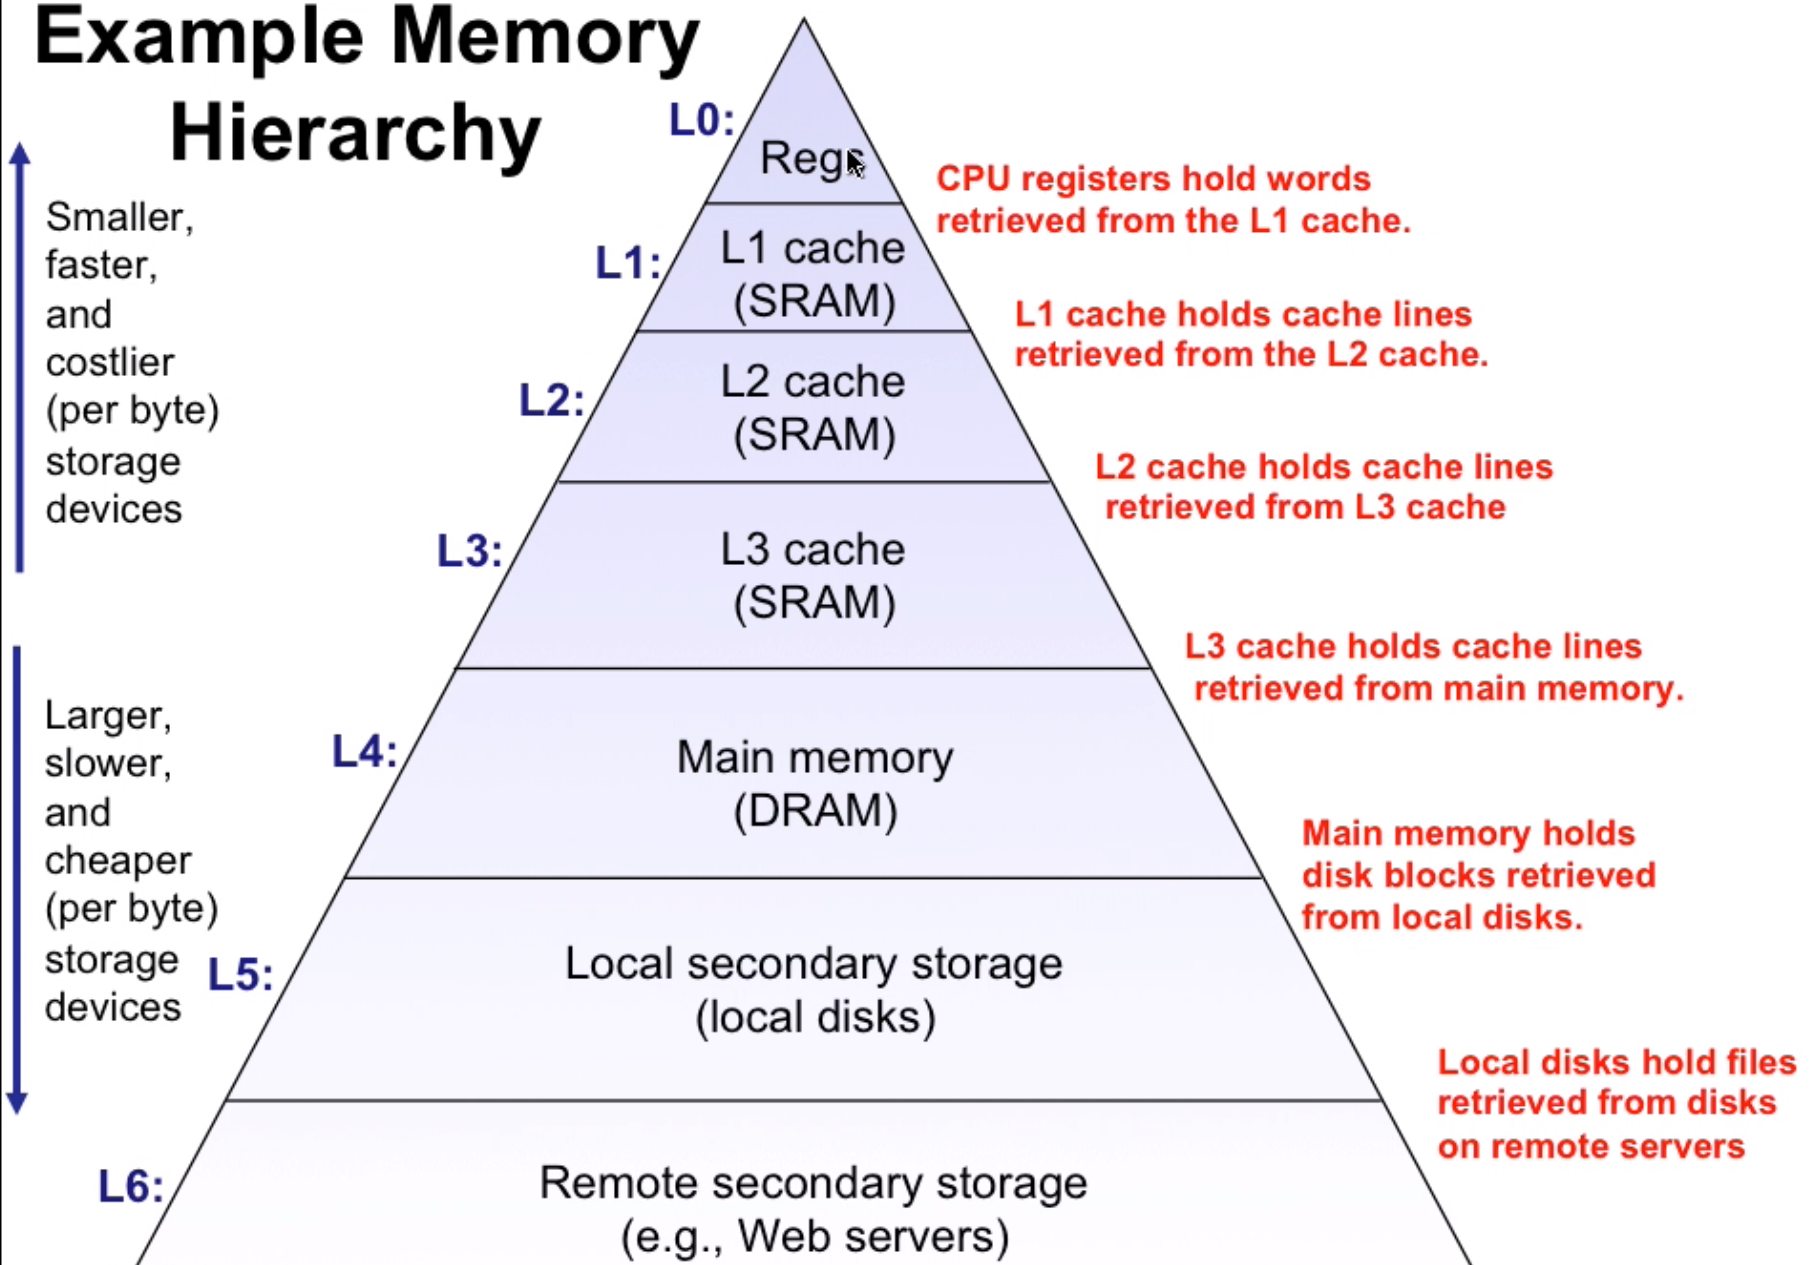 Example Memory
Hierarchy
Smaller,
faster,
and
costlier
(per byte)
storage
devices
Larger,
slower,
and
cheaper
(per byte)
storage
devices
L0:
Regs
CPU registers hold words
retrieved from the L1 cache.
L1:
L1 cache
(SRAM)
L1 cache holds cache lines
retrieved from the L2 cache.
L2:
L2 cache
(SRAM)
L2 cache holds cache lines
retrieved from L3 cache
L3:
L3 cache
(SRAM)
L3 cache holds cache lines
retrieved from main memory.
L4:
Main memory
(DRAM)
Main memory holds
disk blocks retrieved
from local disks.
L5:
Local secondary storage
(local disks)
Local disks hold files
retrieved from disks
on remote servers
L6:
Remote secondary storage
(e.g., Web servers)